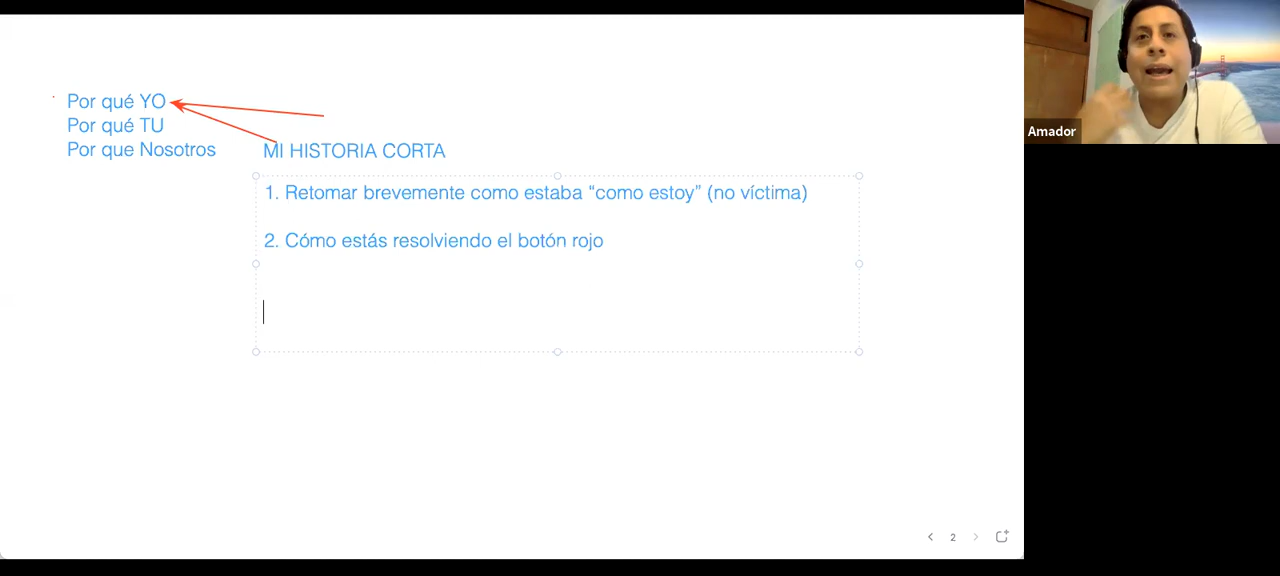 Por qué YO
Por qué TU
Por que Nosotros
MI HISTORIA CORTA
1. Retomar brevemente como estaba “como estoy” (no víctima)
2. Cómo estás resolviendo el botón rojo
Amador
2